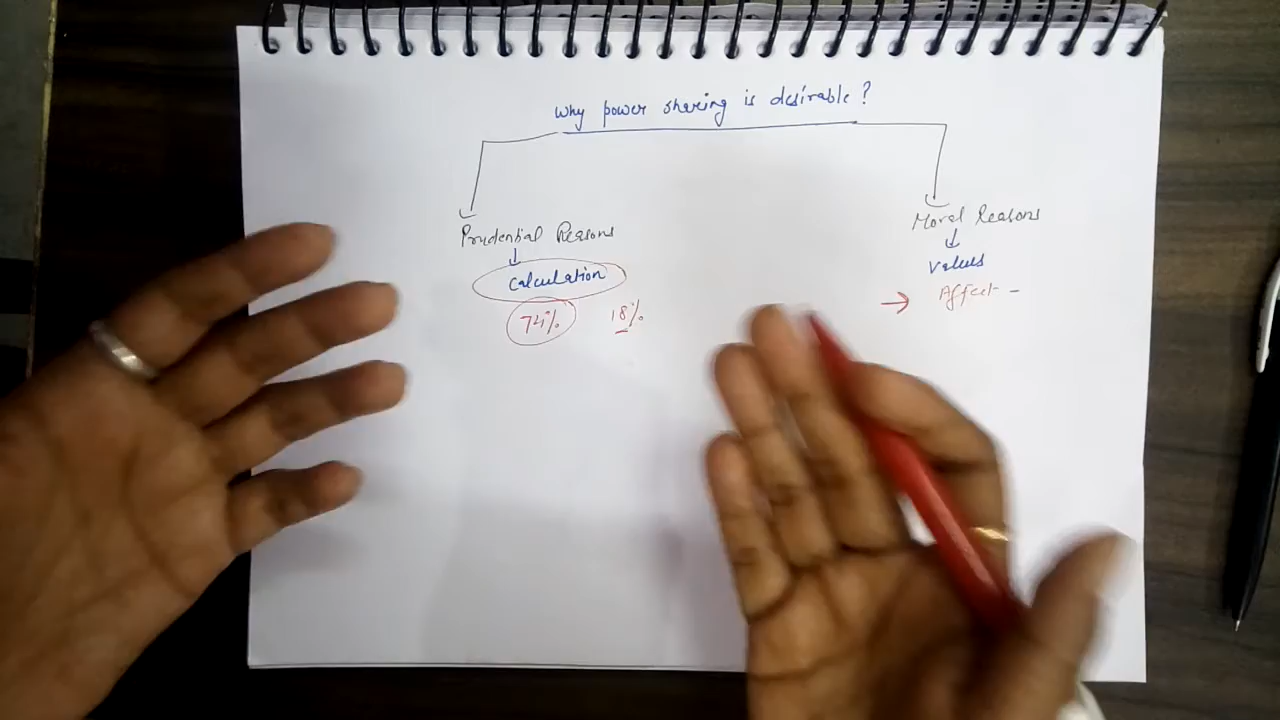 Why power sharing is desirable?
Prudential Reasons
Calculation
74% 18%
Moral Reasons
Values
→ Affect -